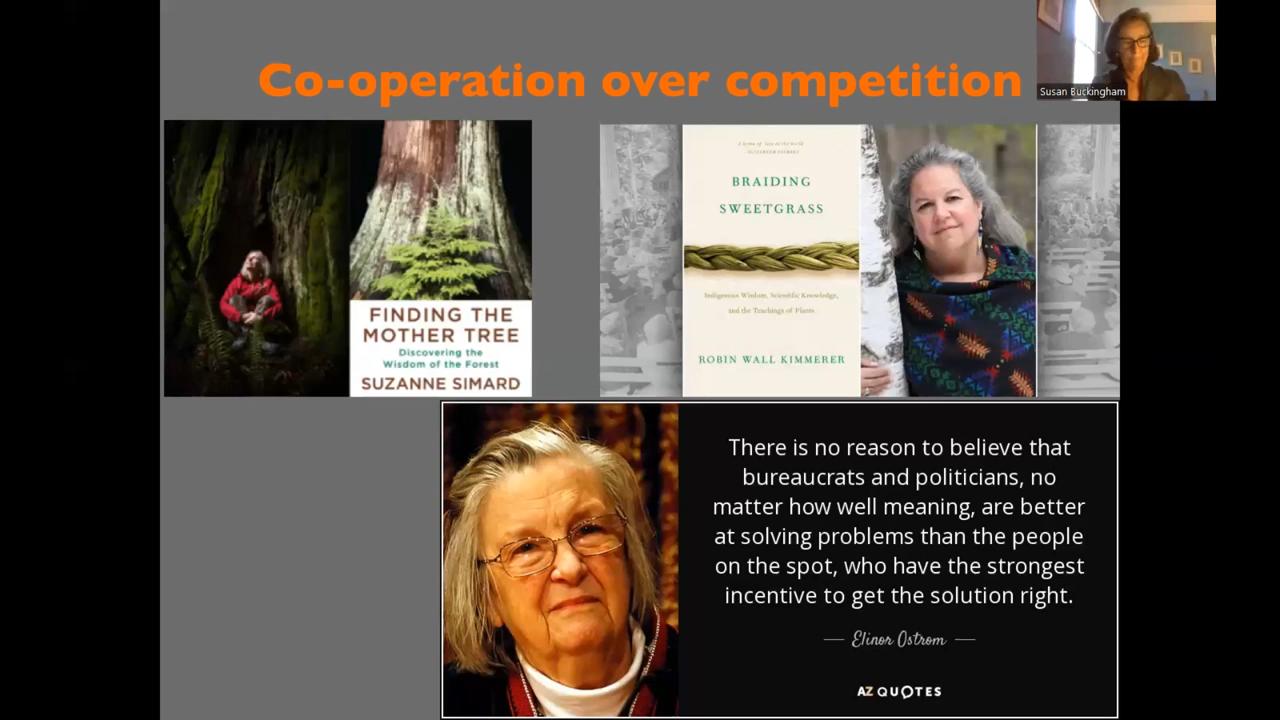 Co-operation over competition
Susan Buckingham
FINDING THE
MOTHER TREE
Discovering the
Wisdom of the Forest
SUZANNE SIMARD
BRAIDING
SWEETGRASS
Indigenous Wisdom, Scientific Knowledge,
and the Teachings of Plants
ROBIN WALL KIMMERER
There is no reason to believe that
bureaucrats and politicians, no
matter how well meaning, are better
at solving problems than the people
on the spot, who have the strongest
incentive to get the solution right.
Elinor Ostrom
AZ QUOTES